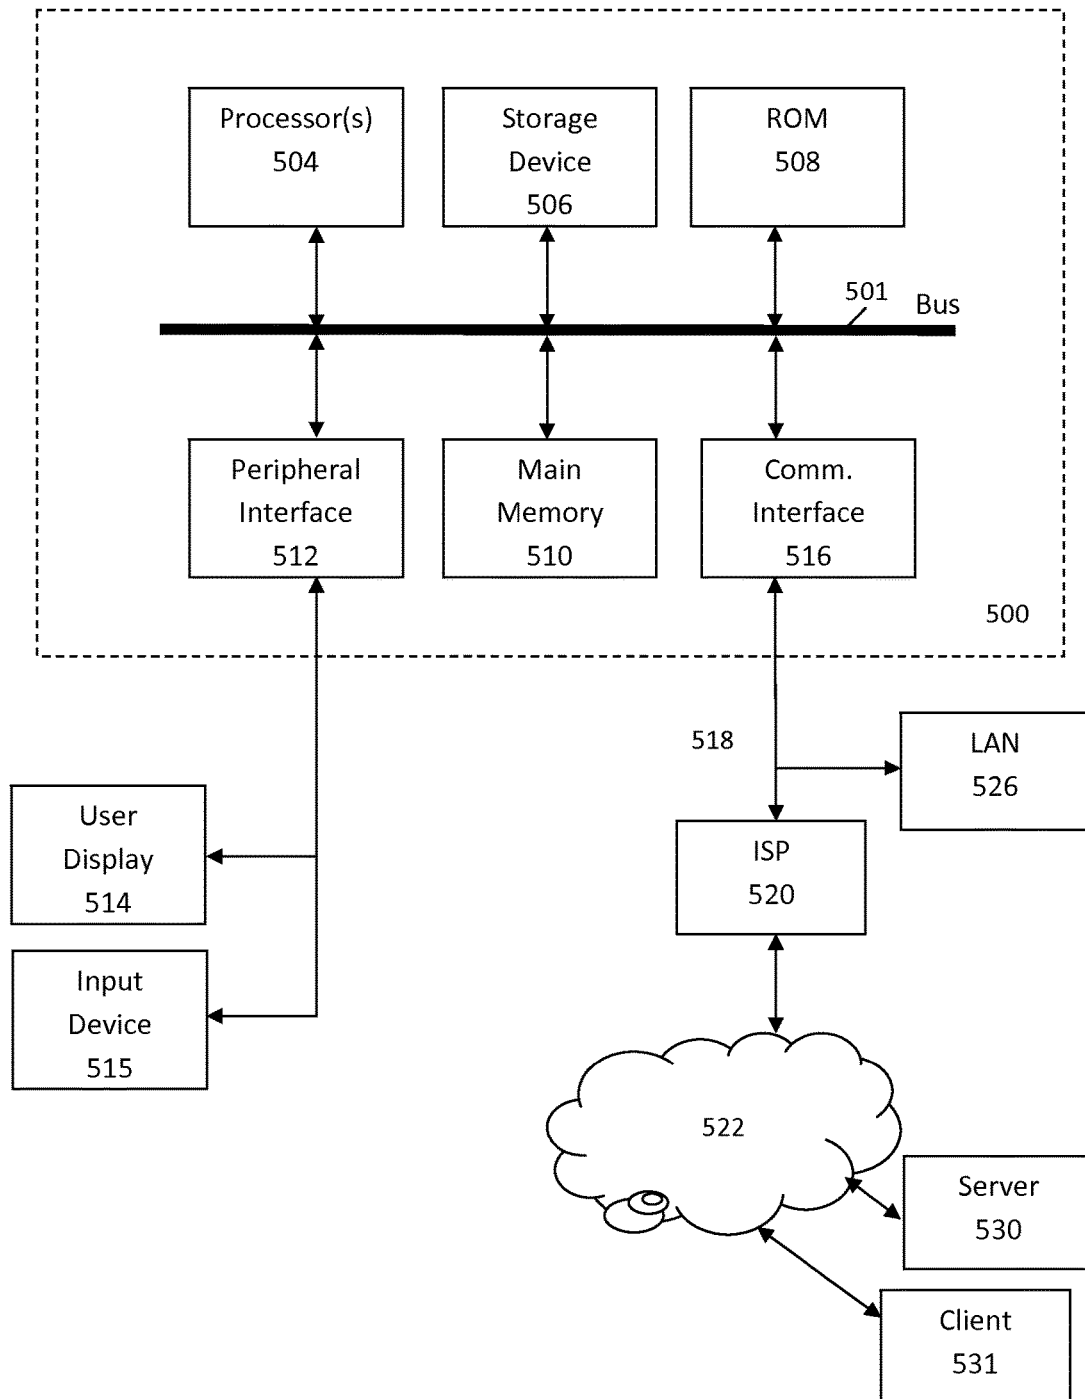 Processor(s)
504
Storage
Device
506
ROM
508
501
Bus
Peripheral
Interface
512
Main
Memory
510
Comm.
Interface
516
500
518
LAN
526
User
Display
514
ISP
520
Input
Device
515
522
Server
530
Client
531